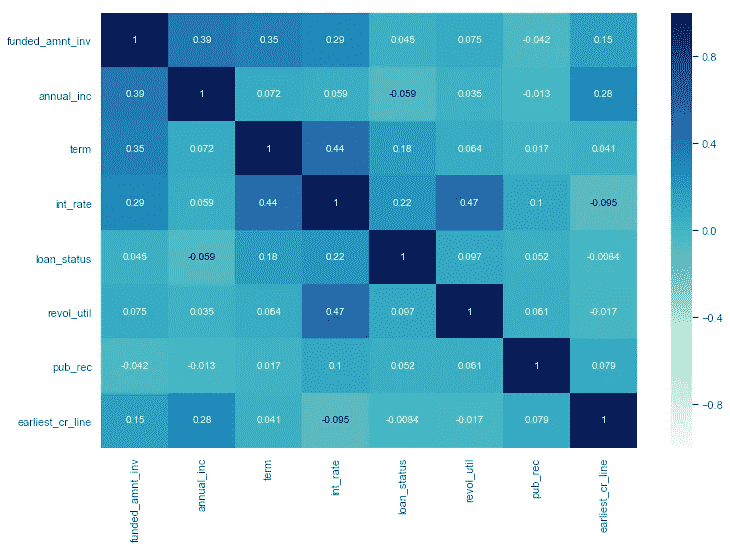 funded_amnt_inv 1 0.39 0.35 0.29 0.045 0.075 -0.042 0.15
annual_inc 0.39 1 0.072 0.059 -0.059 0.035 -0.013 0.28
term 0.35 0.072 1 0.44 0.18 0.064 0.017 0.041
int_rate 0.29 0.059 0.44 1 0.22 0.47 0.1 -0.095
loan_status 0.045 -0.059 0.18 0.22 1 0.097 0.052 -0.0084
revol_util 0.075 0.035 0.064 0.47 0.097 1 0.061 -0.017
pub_rec -0.042 -0.013 0.017 0.1 0.052 0.061 1 0.079
earliest_cr_line 0.15 0.28 0.041 -0.095 -0.0084 -0.017 0.079 1
funded_amnt_inv
annual_inc
term
int_rate
loan_status
revol_util
pub_rec
earliest_cr_line
0.8
0.4
0.0
−0.4
−0.8